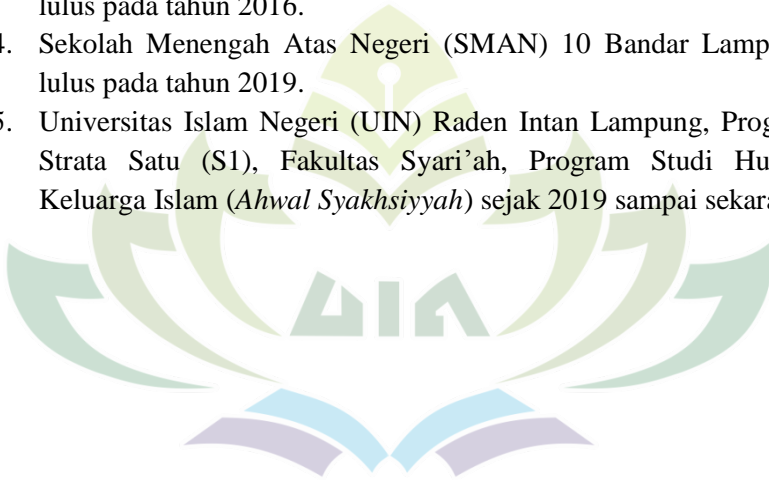 lulus pada tahun 2016.
4. Sekolah Menengah Atas Negeri (SMAN) 10 Bandar Lamp
lulus pada tahun 2019.
5. Universitas Islam Negeri (UIN) Raden Intan Lampung, Prog
Strata Satu (S1), Fakultas Syari’ah, Program Studi Hu
Keluarga Islam (Ahwal Syakhsiyyah) sejak 2019 sampai sekara
UIN